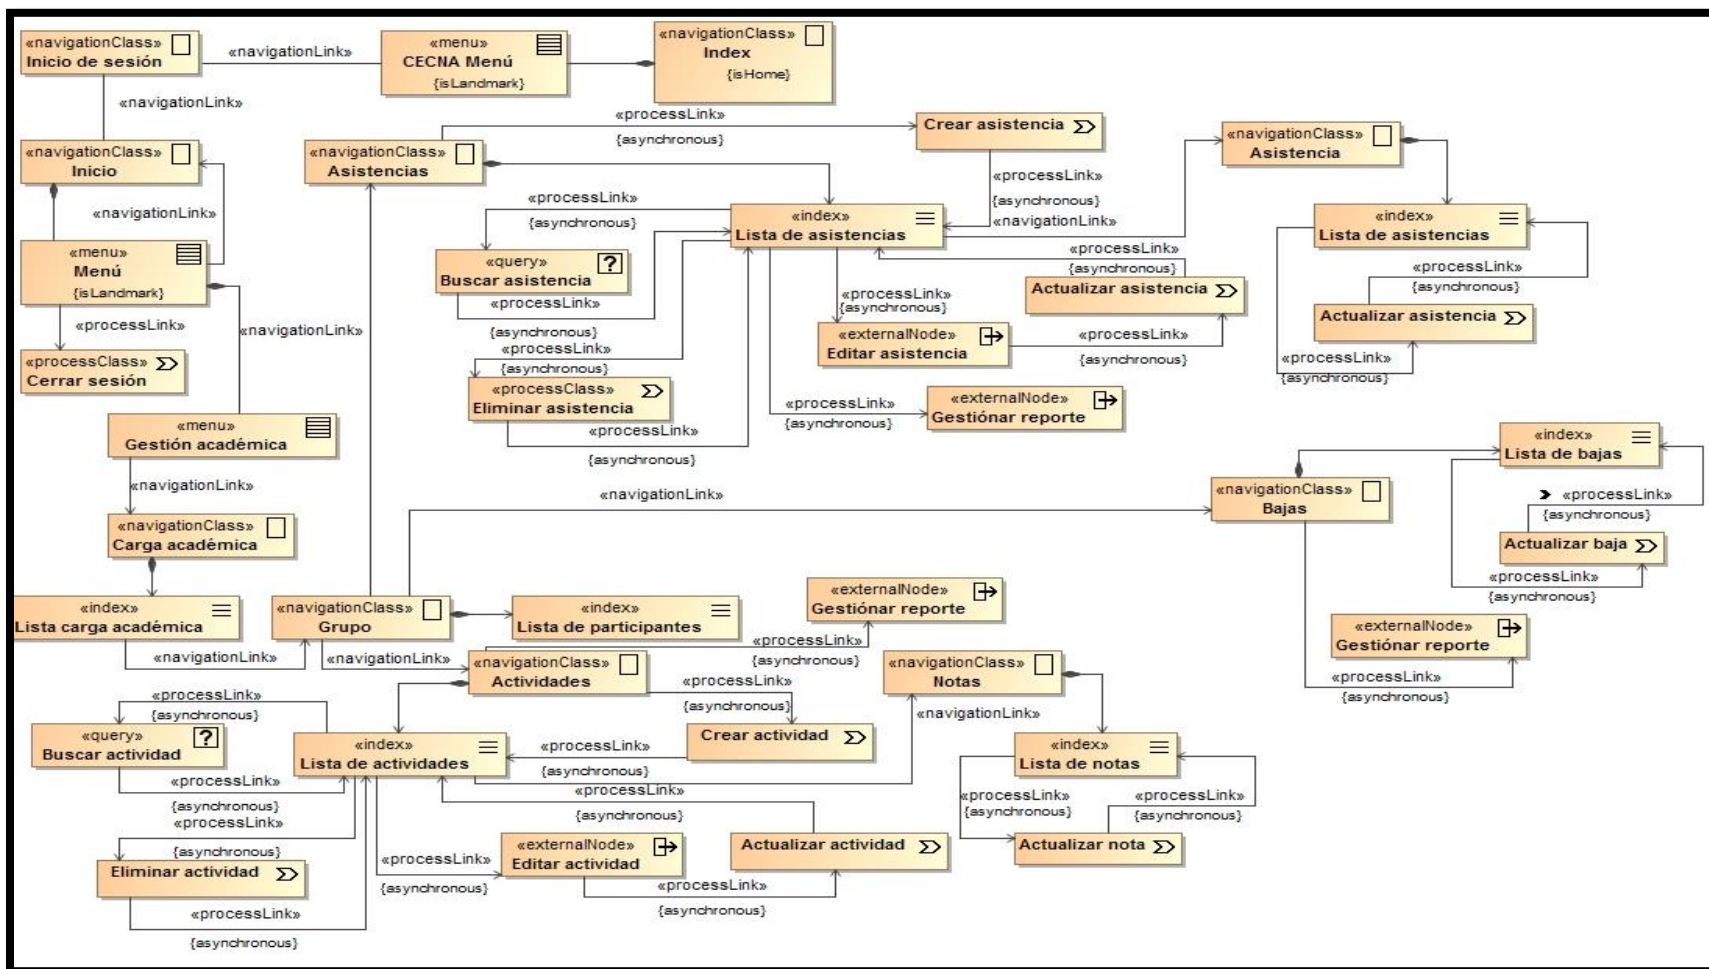 «navigationClass»
Inicio de sesión
«navigationLink»
«menu»
CECNA Menú
{isLandmark}
«navigationClass»
Index
{isHome}
«navigationLink»
«navigationClass»
Inicio
«navigationLink»
«menu»
Menú
{isLandmark}
«processLink»
«navigationLink»
«processClass»
Cerrar sesión
«menu»
Gestión académica
«navigationLink»
«navigationClass»
Carga académica
«index»
Lista carga académica
«navigationLink»
«navigationClass»
Asistencias
«processLink»
{asynchronous}
Crear asistencia
«processLink»
{asynchronous}
«navigationLink»
«navigationClass»
Asistencia
«index»
Lista de asistencias
«processLink»
{asynchronous}
Actualizar asistencia
«processLink»
{asynchronous}
«index»
Lista de asistencias
«processLink»
{asynchronous}
«query»
Buscar asistencia
«processLink»
{asynchronous}
«processLink»
{asynchronous}
«processClass»
Eliminar asistencia
«processLink»
{asynchronous}
«processLink»
{asynchronous}
«externalNode»
Editar asistencia
«processLink»
{asynchronous}
Actualizar asistencia
«processLink»
{asynchronous}
«processLink»
{asynchronous}
«externalNode»
Gestiónar reporte
«navigationLink»
«navigationClass»
Bajas
«index»
Lista de bajas
«processLink»
{asynchronous}
Actualizar baja
«processLink»
{asynchronous}
«externalNode»
Gestiónar reporte
«processLink»
{asynchronous}
«navigationClass»
Grupo
«index»
Lista de participantes
«externalNode»
Gestiónar reporte
«processLink»
{asynchronous}
«navigationLink»
«navigationClass»
Actividades
«processLink»
{asynchronous}
Crear actividad
«processLink»
{asynchronous}
«navigationClass»
Notas
«navigationLink»
«index»
Lista de notas
«processLink»
{asynchronous}
«processLink»
{asynchronous}
Actualizar nota
«processLink»
{asynchronous}
«query»
Buscar actividad
«index»
Lista de actividades
«processLink»
{asynchronous}
«processLink»
{asynchronous}
Eliminar actividad
«processLink»
{asynchronous}
«processLink»
{asynchronous}
«externalNode»
Editar actividad
«processLink»
{asynchronous}
Actualizar actividad
«processLink»
{asynchronous}